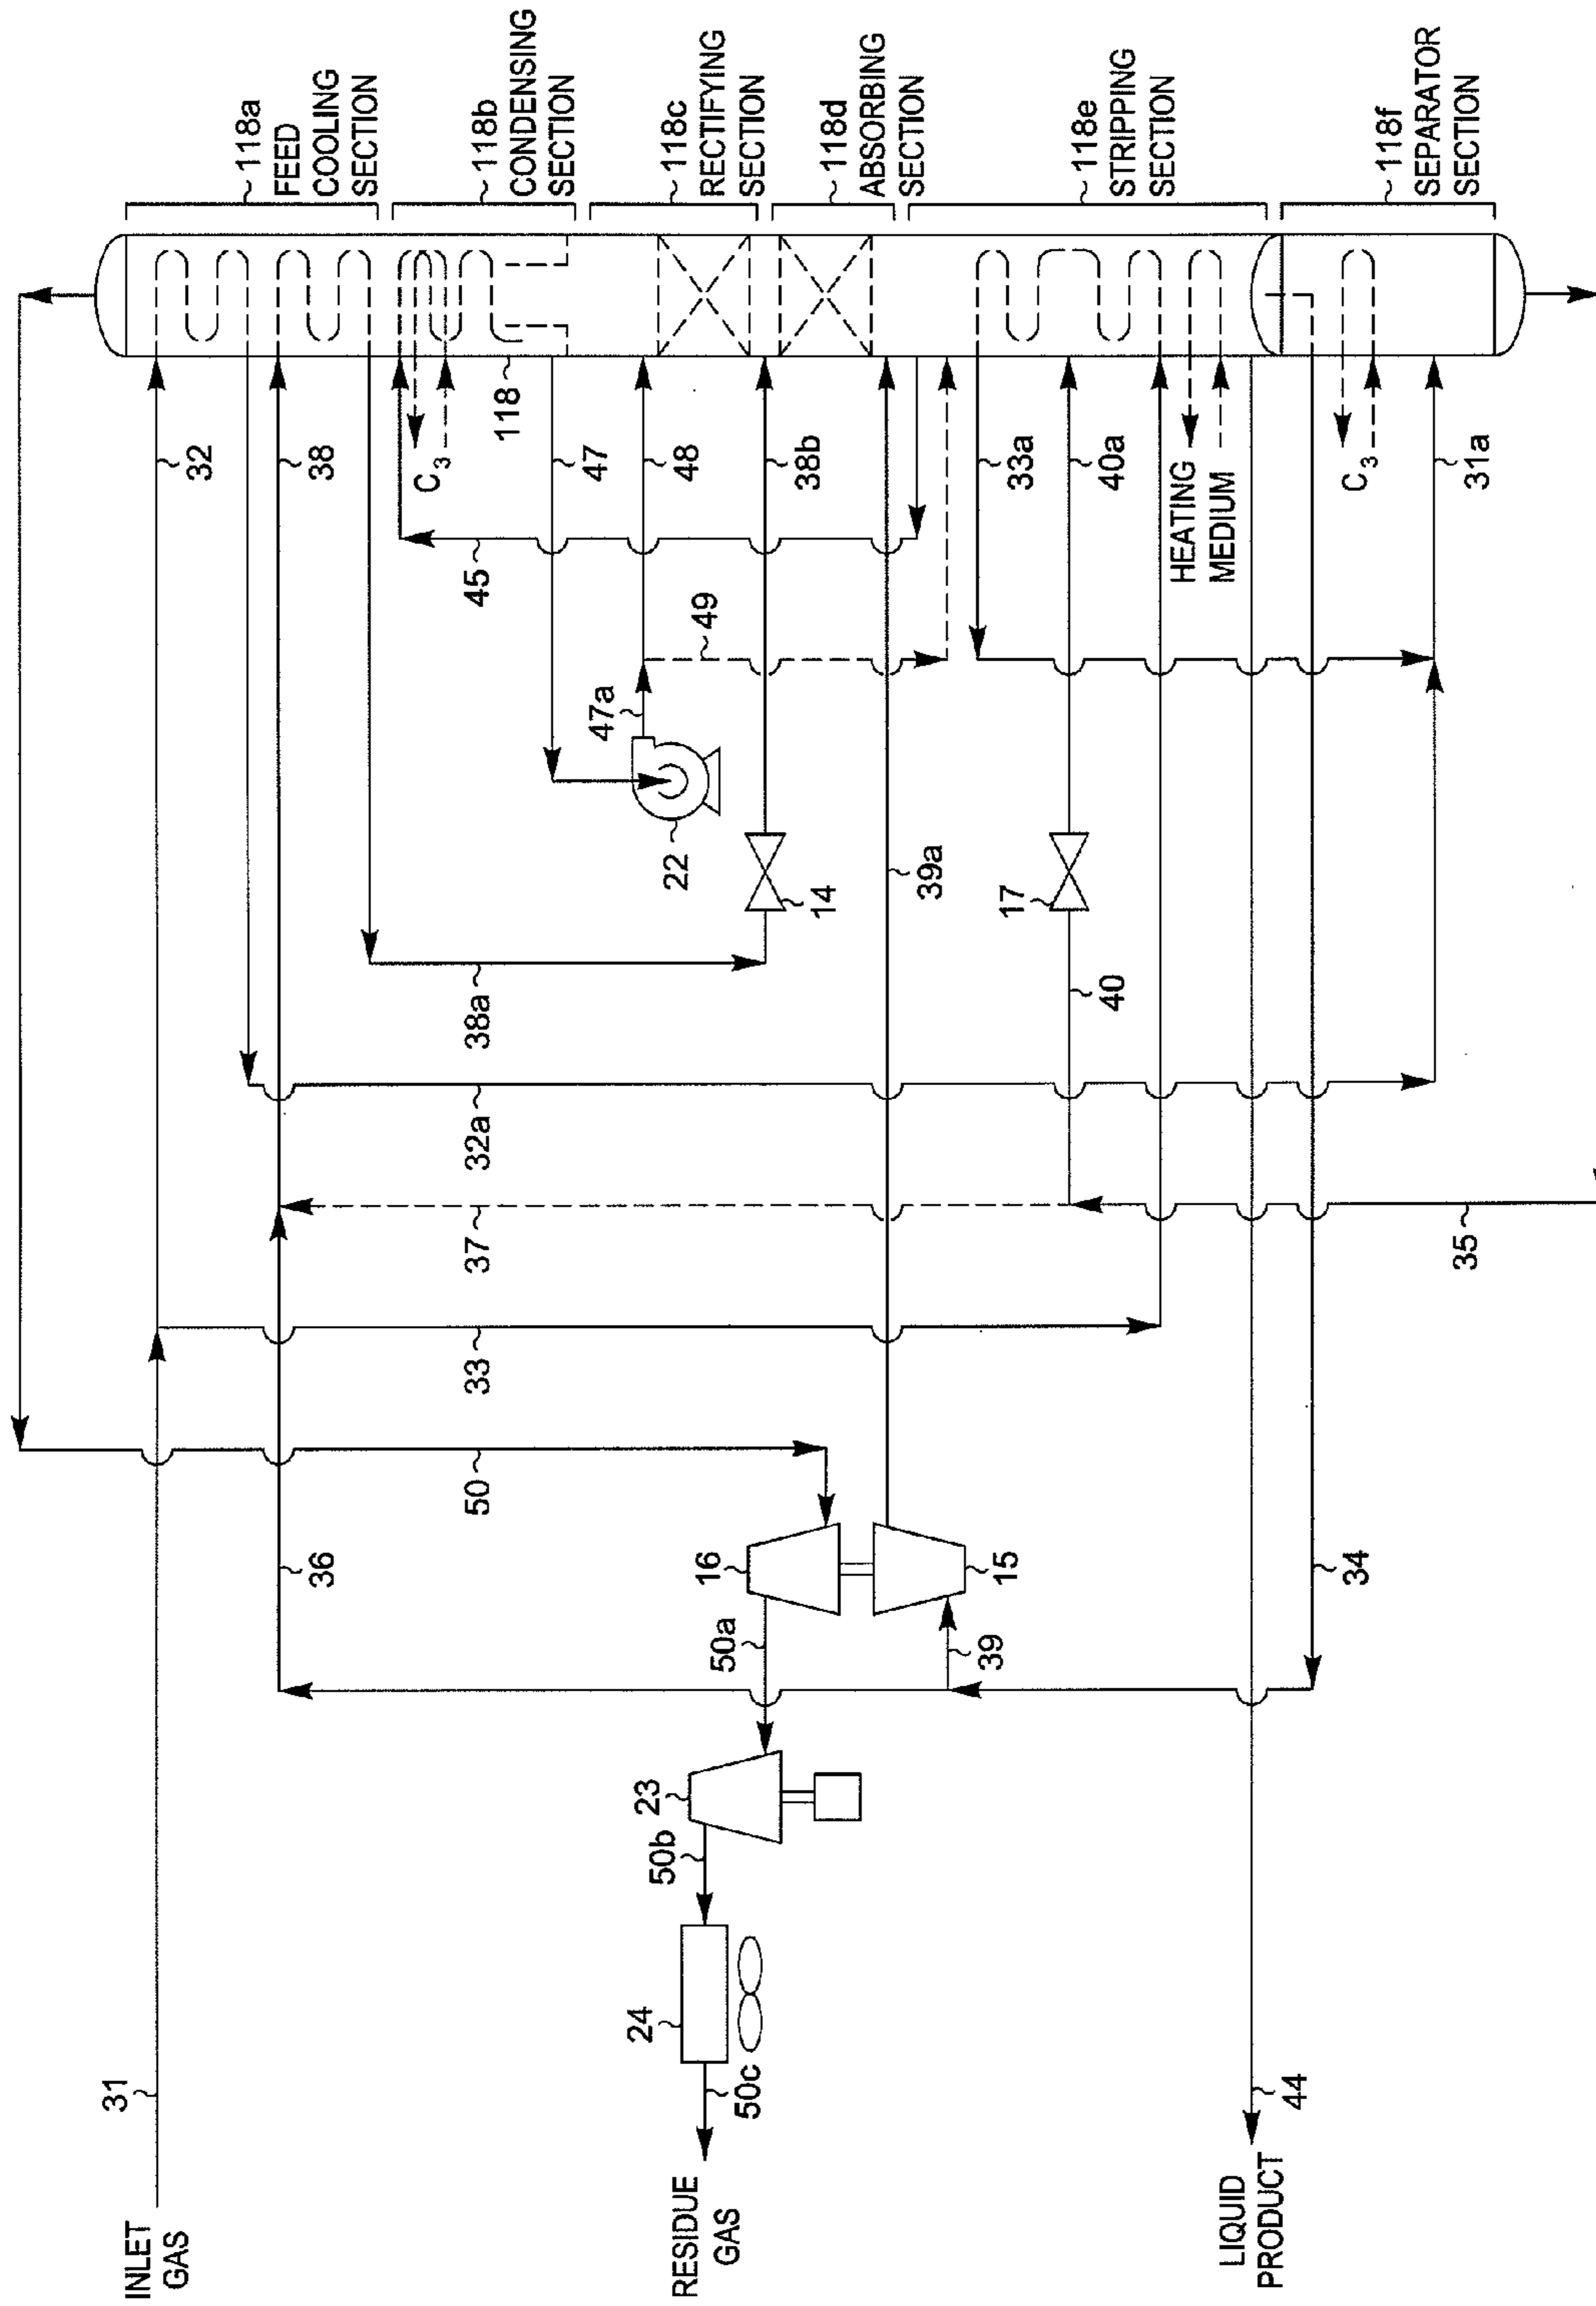 118a
FEED
COOLING
SECTION
118b
CONDENSING
SECTION
118c
RECTIFYING
SECTION
118d
ABSORBING
SECTION
118e
STRIPPING
SECTION
118f
SEPARATOR
SECTION
32
38
C3
118
47
48
38b
33a
40a
HEATING
MEDIUM
C3
31a
45
49
47a
22
14
39a
17
38a
40
32a
37
35
33
50
36
16
15
34
50a
39
23
50b
24
50c
31
44
INLET
GAS
RESIDUE
GAS
LIQUID
PRODUCT